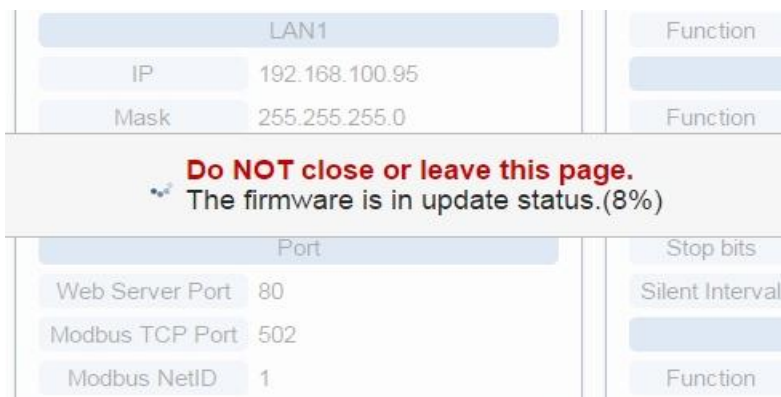 LAN1
IP 192.168.100.95
Mask 255.255.255.0
Function
Function
Do NOT close or leave this page.
The firmware is in update status.(8%)
Port
Web Server Port 80
Modbus TCP Port 502
Modbus NetID 1
Stop bits
Silent Interval
Function